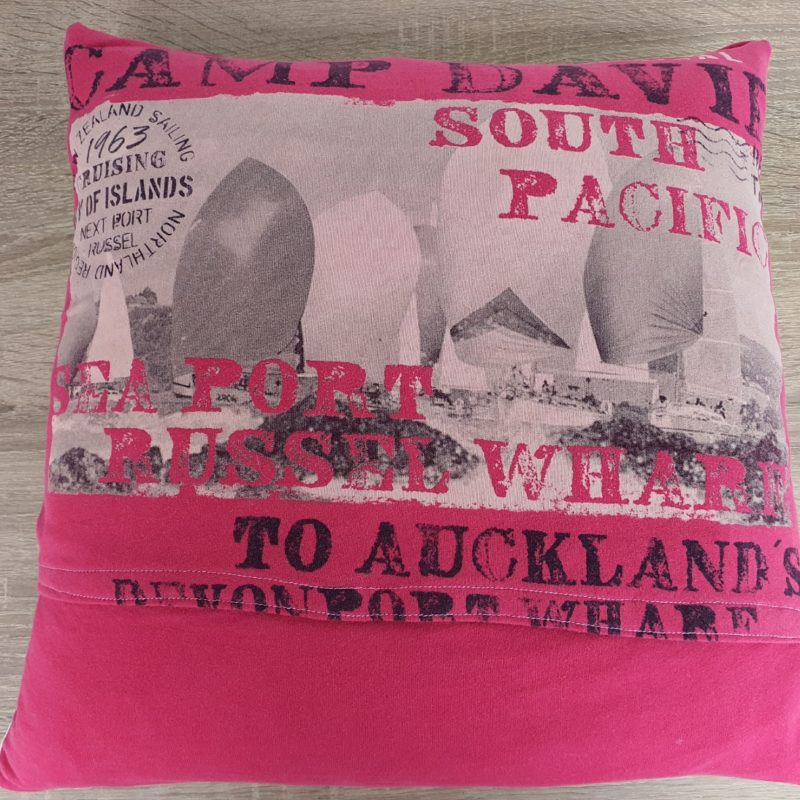 CAMP DAVI
ZEALAND SAILING
1963
CRUISING
Y OF ISLANDS
NEXT PORT
RUSSEL
NORTHLAND REG
SOUTH
PACIFIC
SEA PORT
RUSSEL WHARF
TO AUCKLAND´S
DEVONPORT WHARF